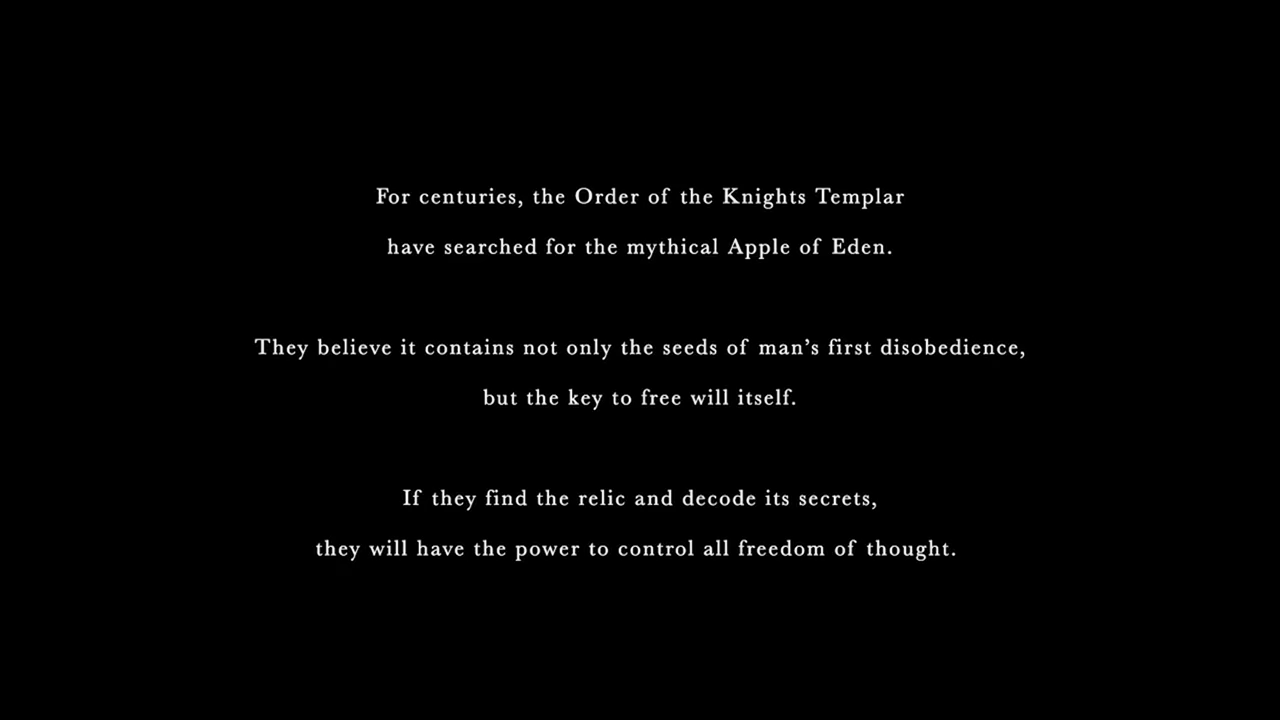 For centuries, the Order of the Knights Templar
have searched for the mythical Apple of Eden.
They believe it contains not only the seeds of man’s first disobedience,
but the key to free will itself.
If they find the relic and decode its secrets,
they will have the power to control all freedom of thought.